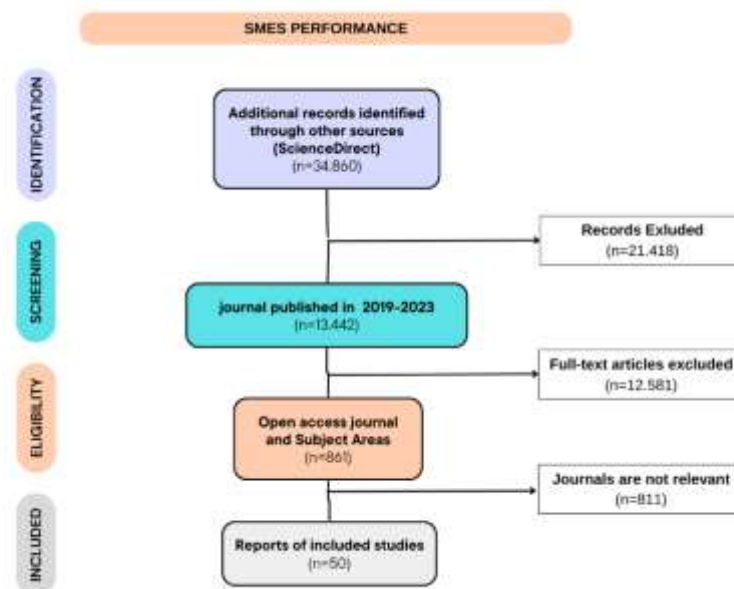 SMES PERFORMANCE
IDENTIFICATION
Additional records identified
through other sources
(ScienceDirect)
(n=34.860)
Records Exluded
(n=21.418)
SCREENING
journal published in 2019-2023
(n=13.442)
Full-text articles excluded
(n=12.581)
ELIGIBILITY
Open access journal
and Subject Areas
(n=861)
Journals are not relevant
(n=811)
INCLUDED
Reports of included studies
(n=50)